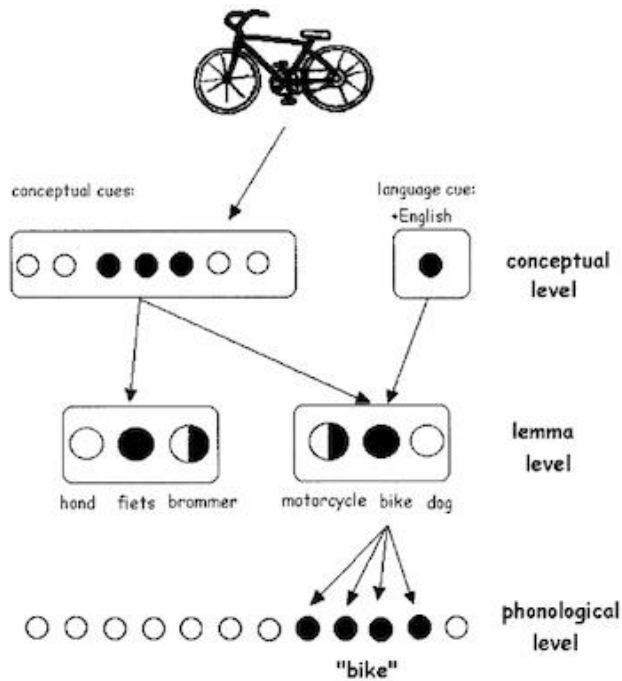 conceptual cues:
language cue:
+English
conceptual
level
lemma
level
hond fiets brommer
motorcycle bike dog
phonological
level
"bike"